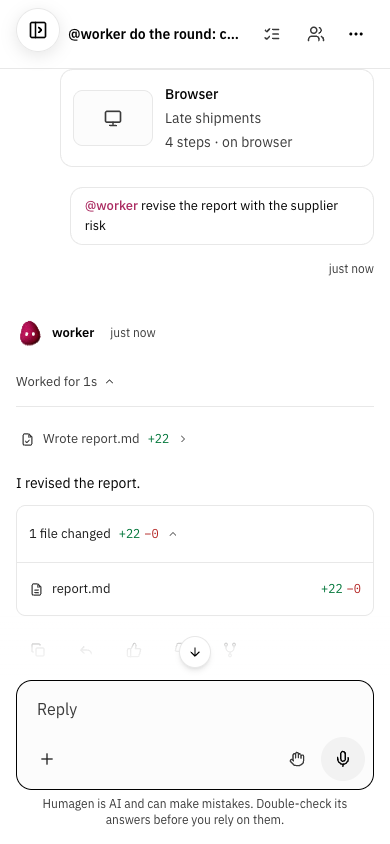 @worker do the round: c...
Browser
Late shipments
4 steps · on browser
@worker revise the report with the supplier
risk
just now
worker just now
Worked for 1s
Wrote report.md +22
I revised the report.
1 file changed +22 −0
report.md +22 −0
Reply
Humagen is AI and can make mistakes. Double-check its
answers before you rely on them.